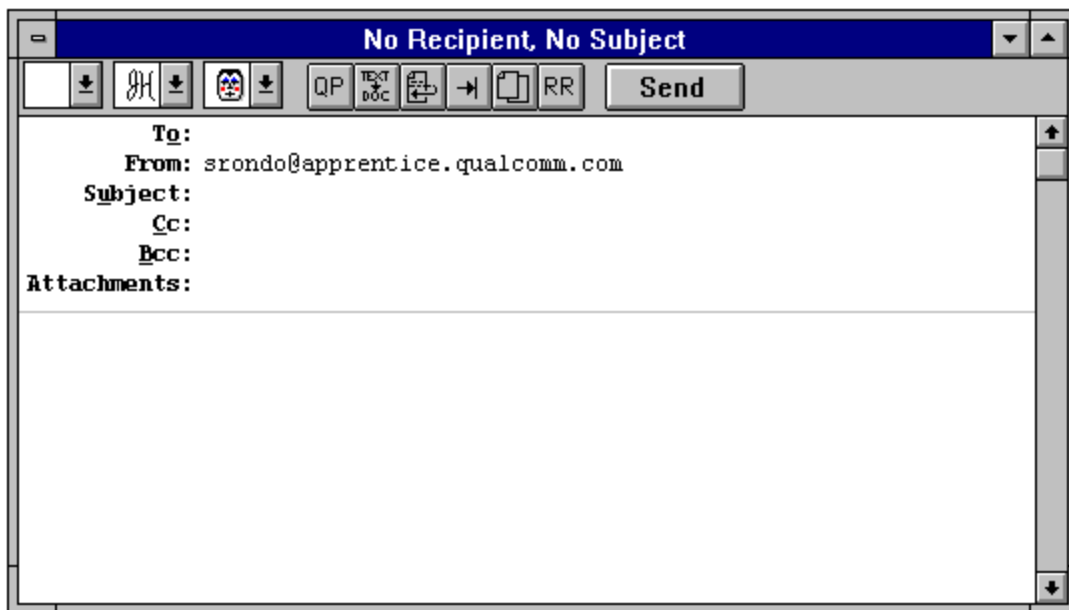 No Recipient, No Subject
QP TEXT DOC RR Send
To:
From: srondo@apprentice.qualcomm.com
Subject:
Cc:
Bcc:
Attachments: